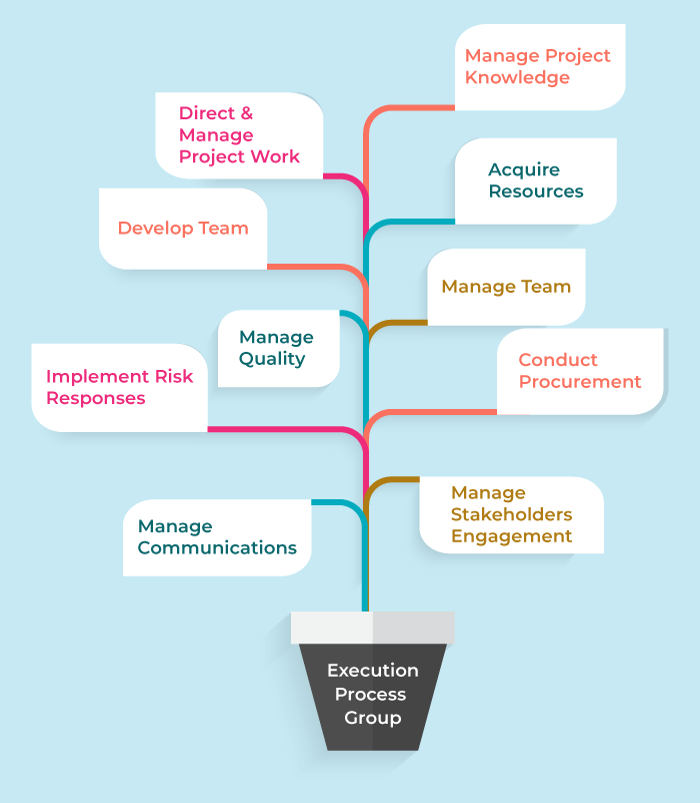 Manage Project
Knowledge
Direct &
Manage
Project Work
Acquire
Resources
Develop Team
Manage Team
Manage
Quality
Conduct
Procurement
Implement Risk
Responses
Manage
Stakeholders
Engagement
Manage
Communications
Execution
Process
Group